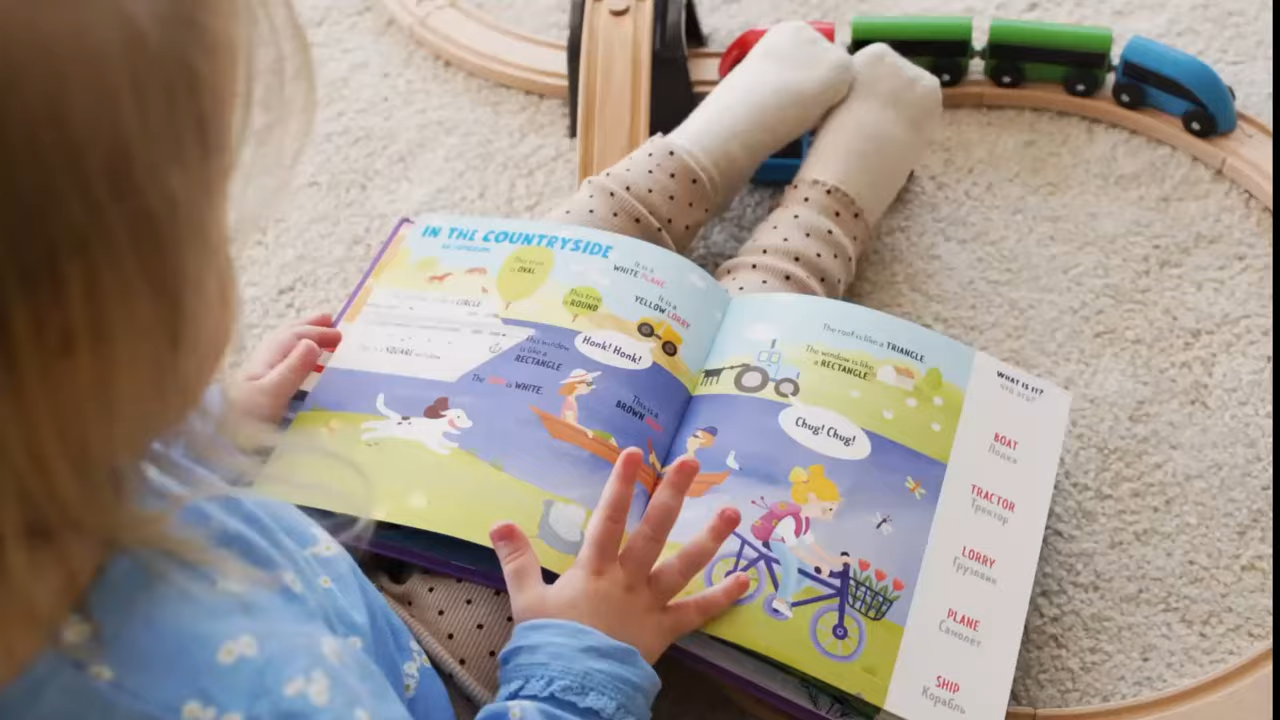 IN THE COUNTRYSIDE
This tree
is OVAL
It is a
WHITE PLANE
This tree
is ROUND
It is a
YELLOW LORRY
CIRCLE
SQUARE
This window
is like a
RECTANGLE
Honk! Honk!
The
is WHITE.
This is a
BROWN
The roof is like a TRIANGLE
The window is like
a RECTANGLE
Chug! Chug!
WHAT IS IT?
ЧТО ЭТО?
BOAT
Лодка
TRACTOR
Трактор
LORRY
Грузовик
PLANE
Самолет
SHIP
Корабль